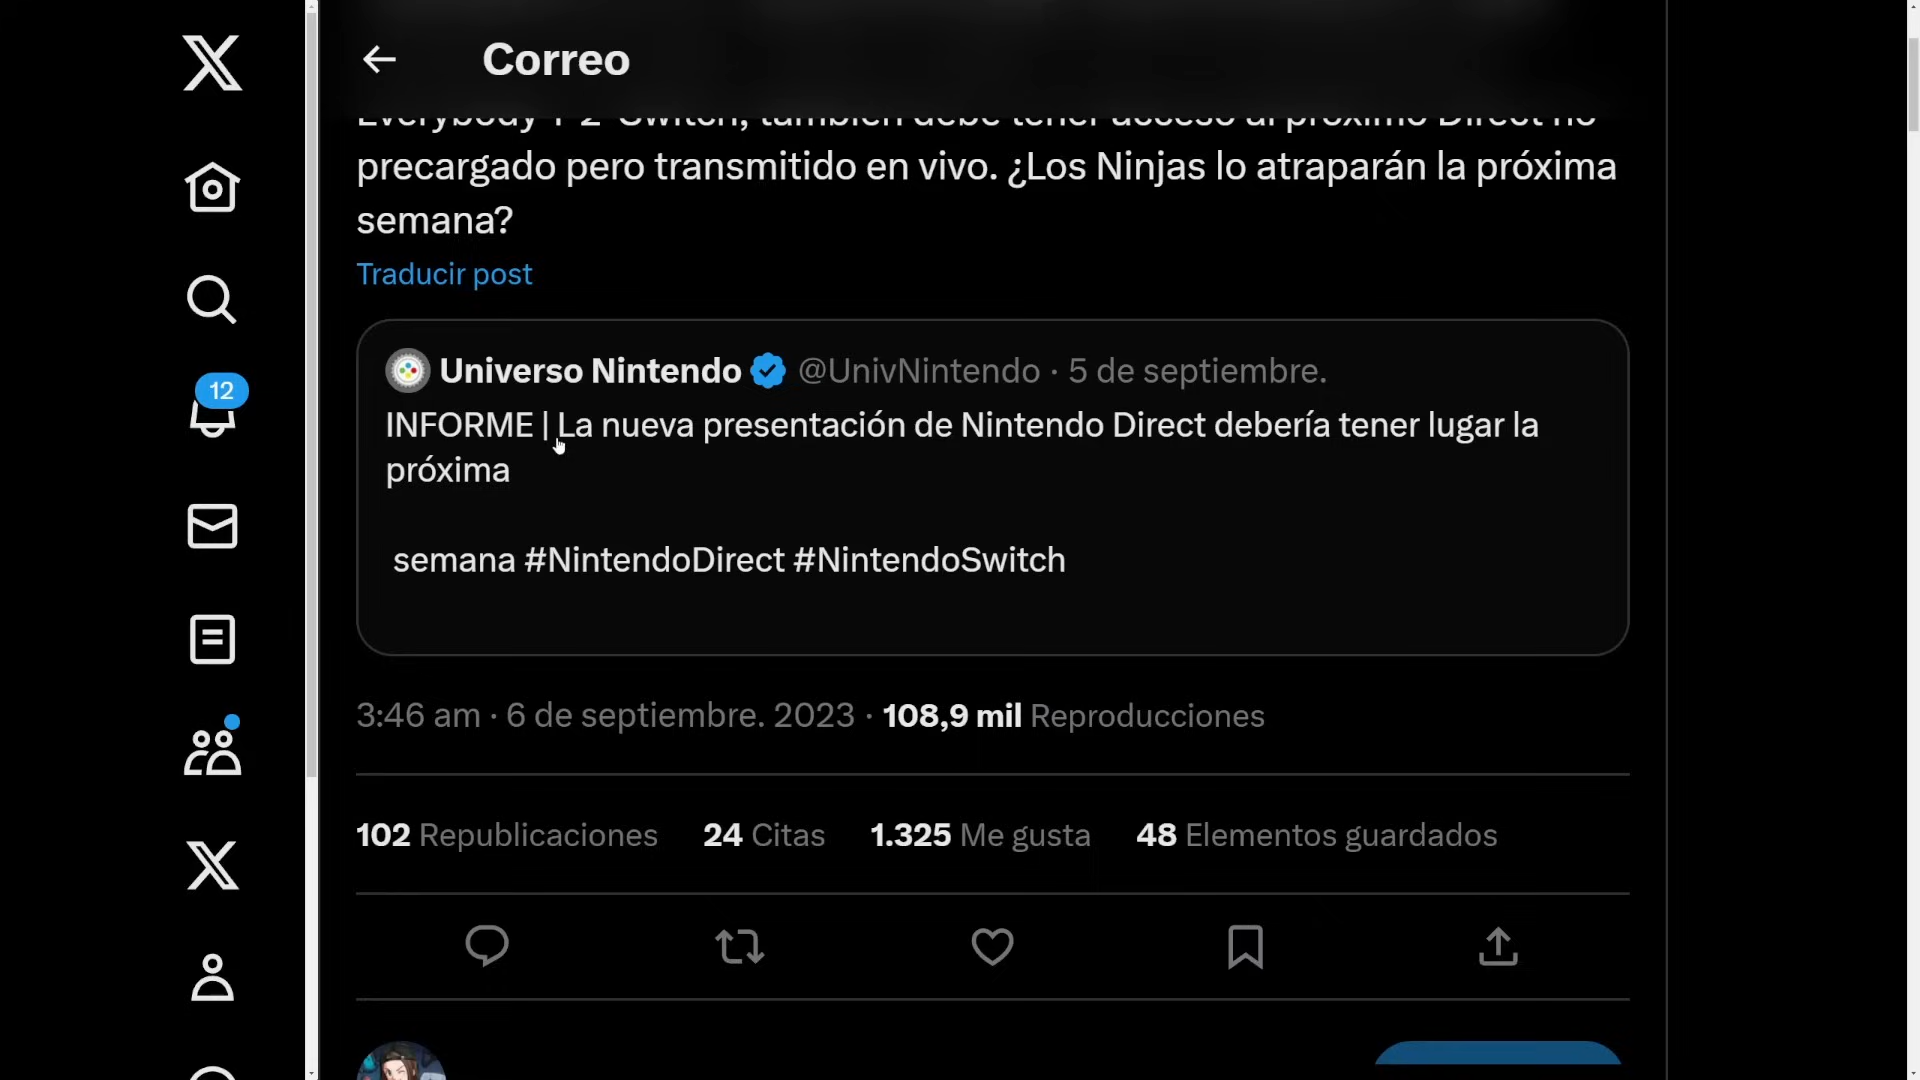 Correo
Everybody 1-2-Switch, también debe tener acceso al próximo Direct no
precargado pero transmitido en vivo. ¿Los Ninjas lo atraparán la próxima
semana?
Traducir post
Universo Nintendo @UnivNintendo · 5 de septiembre.
INFORME | La nueva presentación de Nintendo Direct debería tener lugar la
próxima
semana #NintendoDirect #NintendoSwitch
12
3:46 am · 6 de septiembre. 2023 · 108,9 mil Reproducciones
102 Republicaciones 24 Citas 1.325 Me gusta 48 Elementos guardados